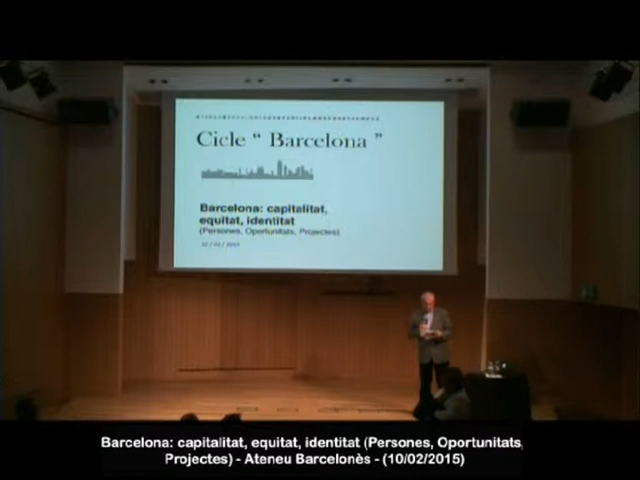 Cicle “ Barcelona ”
Barcelona: capitalitat,
equitat, identitat
(Persones, Oportunitats, Projectes)
Barcelona: capitalitat, equitat, identitat (Persones, Oportunitats,
Projectes) - Ateneu Barcelonès - (10/02/2015)